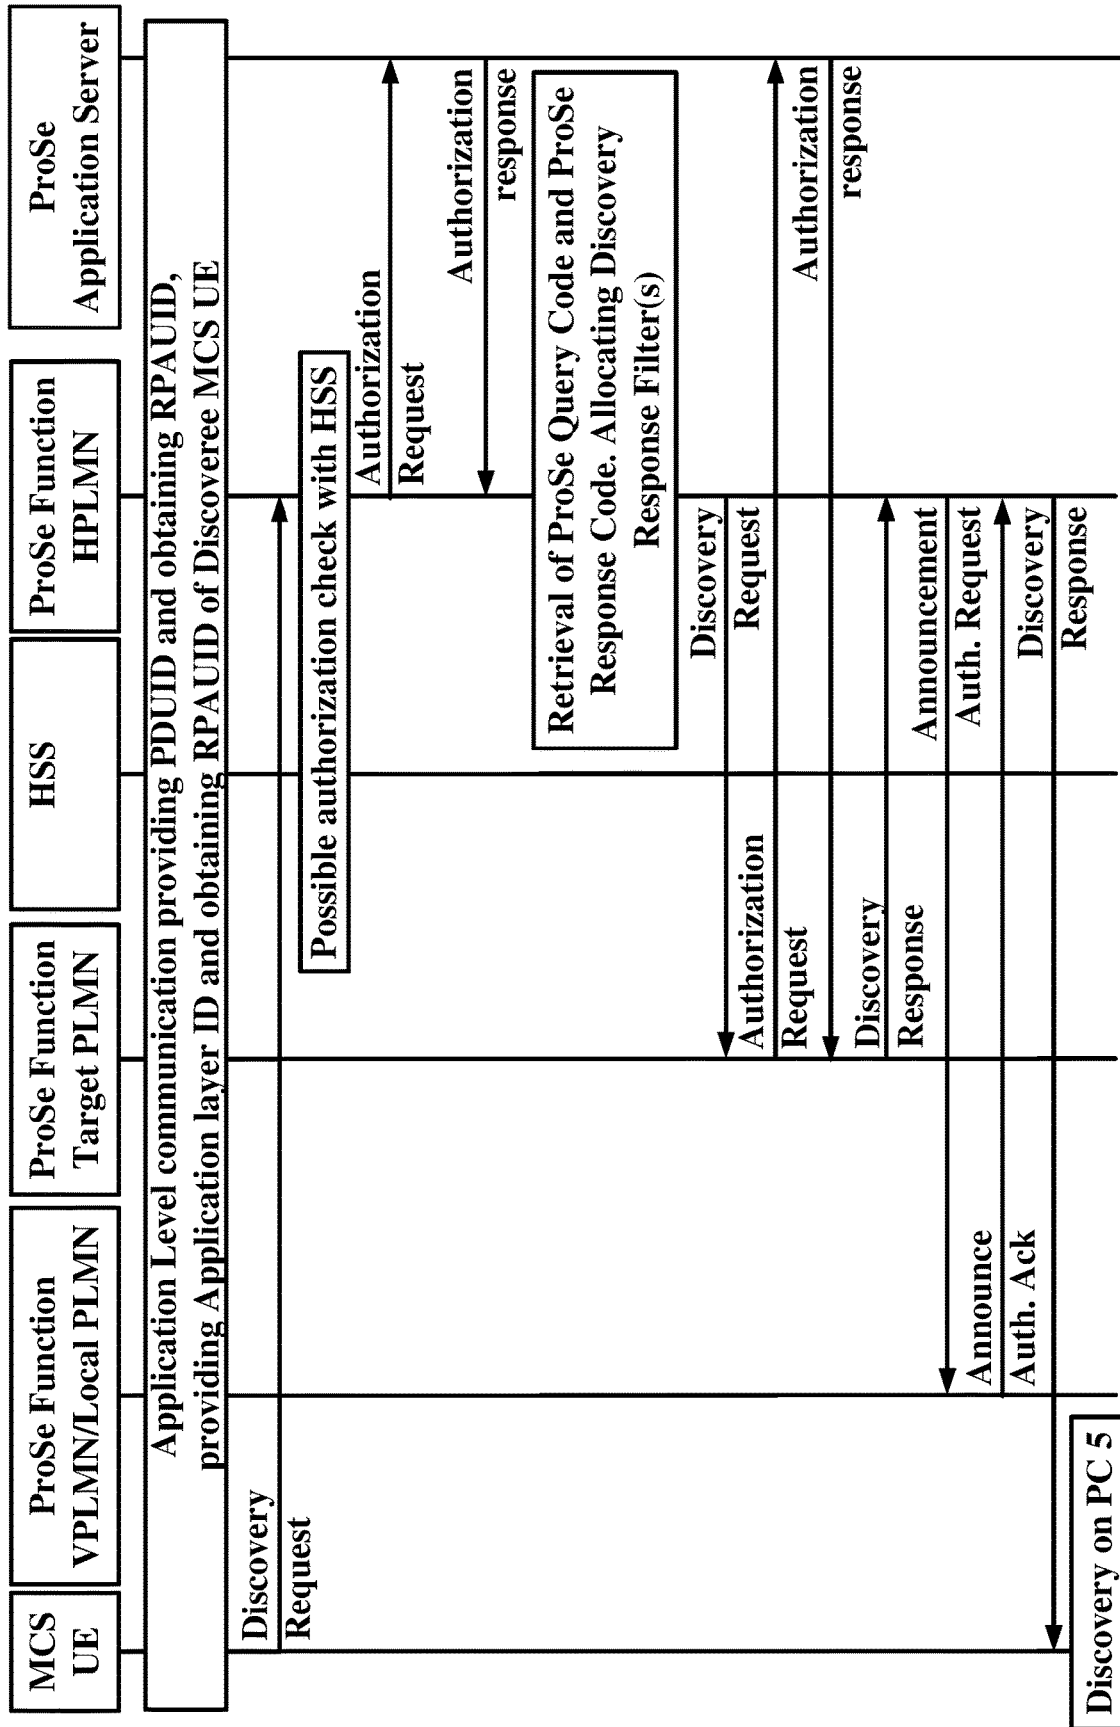 MCS
UE
ProSe Function
VPLMN/Local PLMN
ProSe Function
Target PLMN
HSS
ProSe Function
HPLMN
ProSe
Application Server
Application Level communication providing PDUID and obtaining RPAUID,
providing Application layer ID and obtaining RPAUID of Discoveree MCS UE
Discovery
Request
Possible authorization check with HSS
Authorization
Request
Authorization
response
Retrieval of ProSe Query Code and ProSe
Response Code. Allocating Discovery
Response Filter(s)
Discovery
Request
Authorization
Request
Authorization
response
Discovery
Response
Announcement
Auth. Request
Announce
Auth. Ack
Discovery
Response
Discovery on PC 5